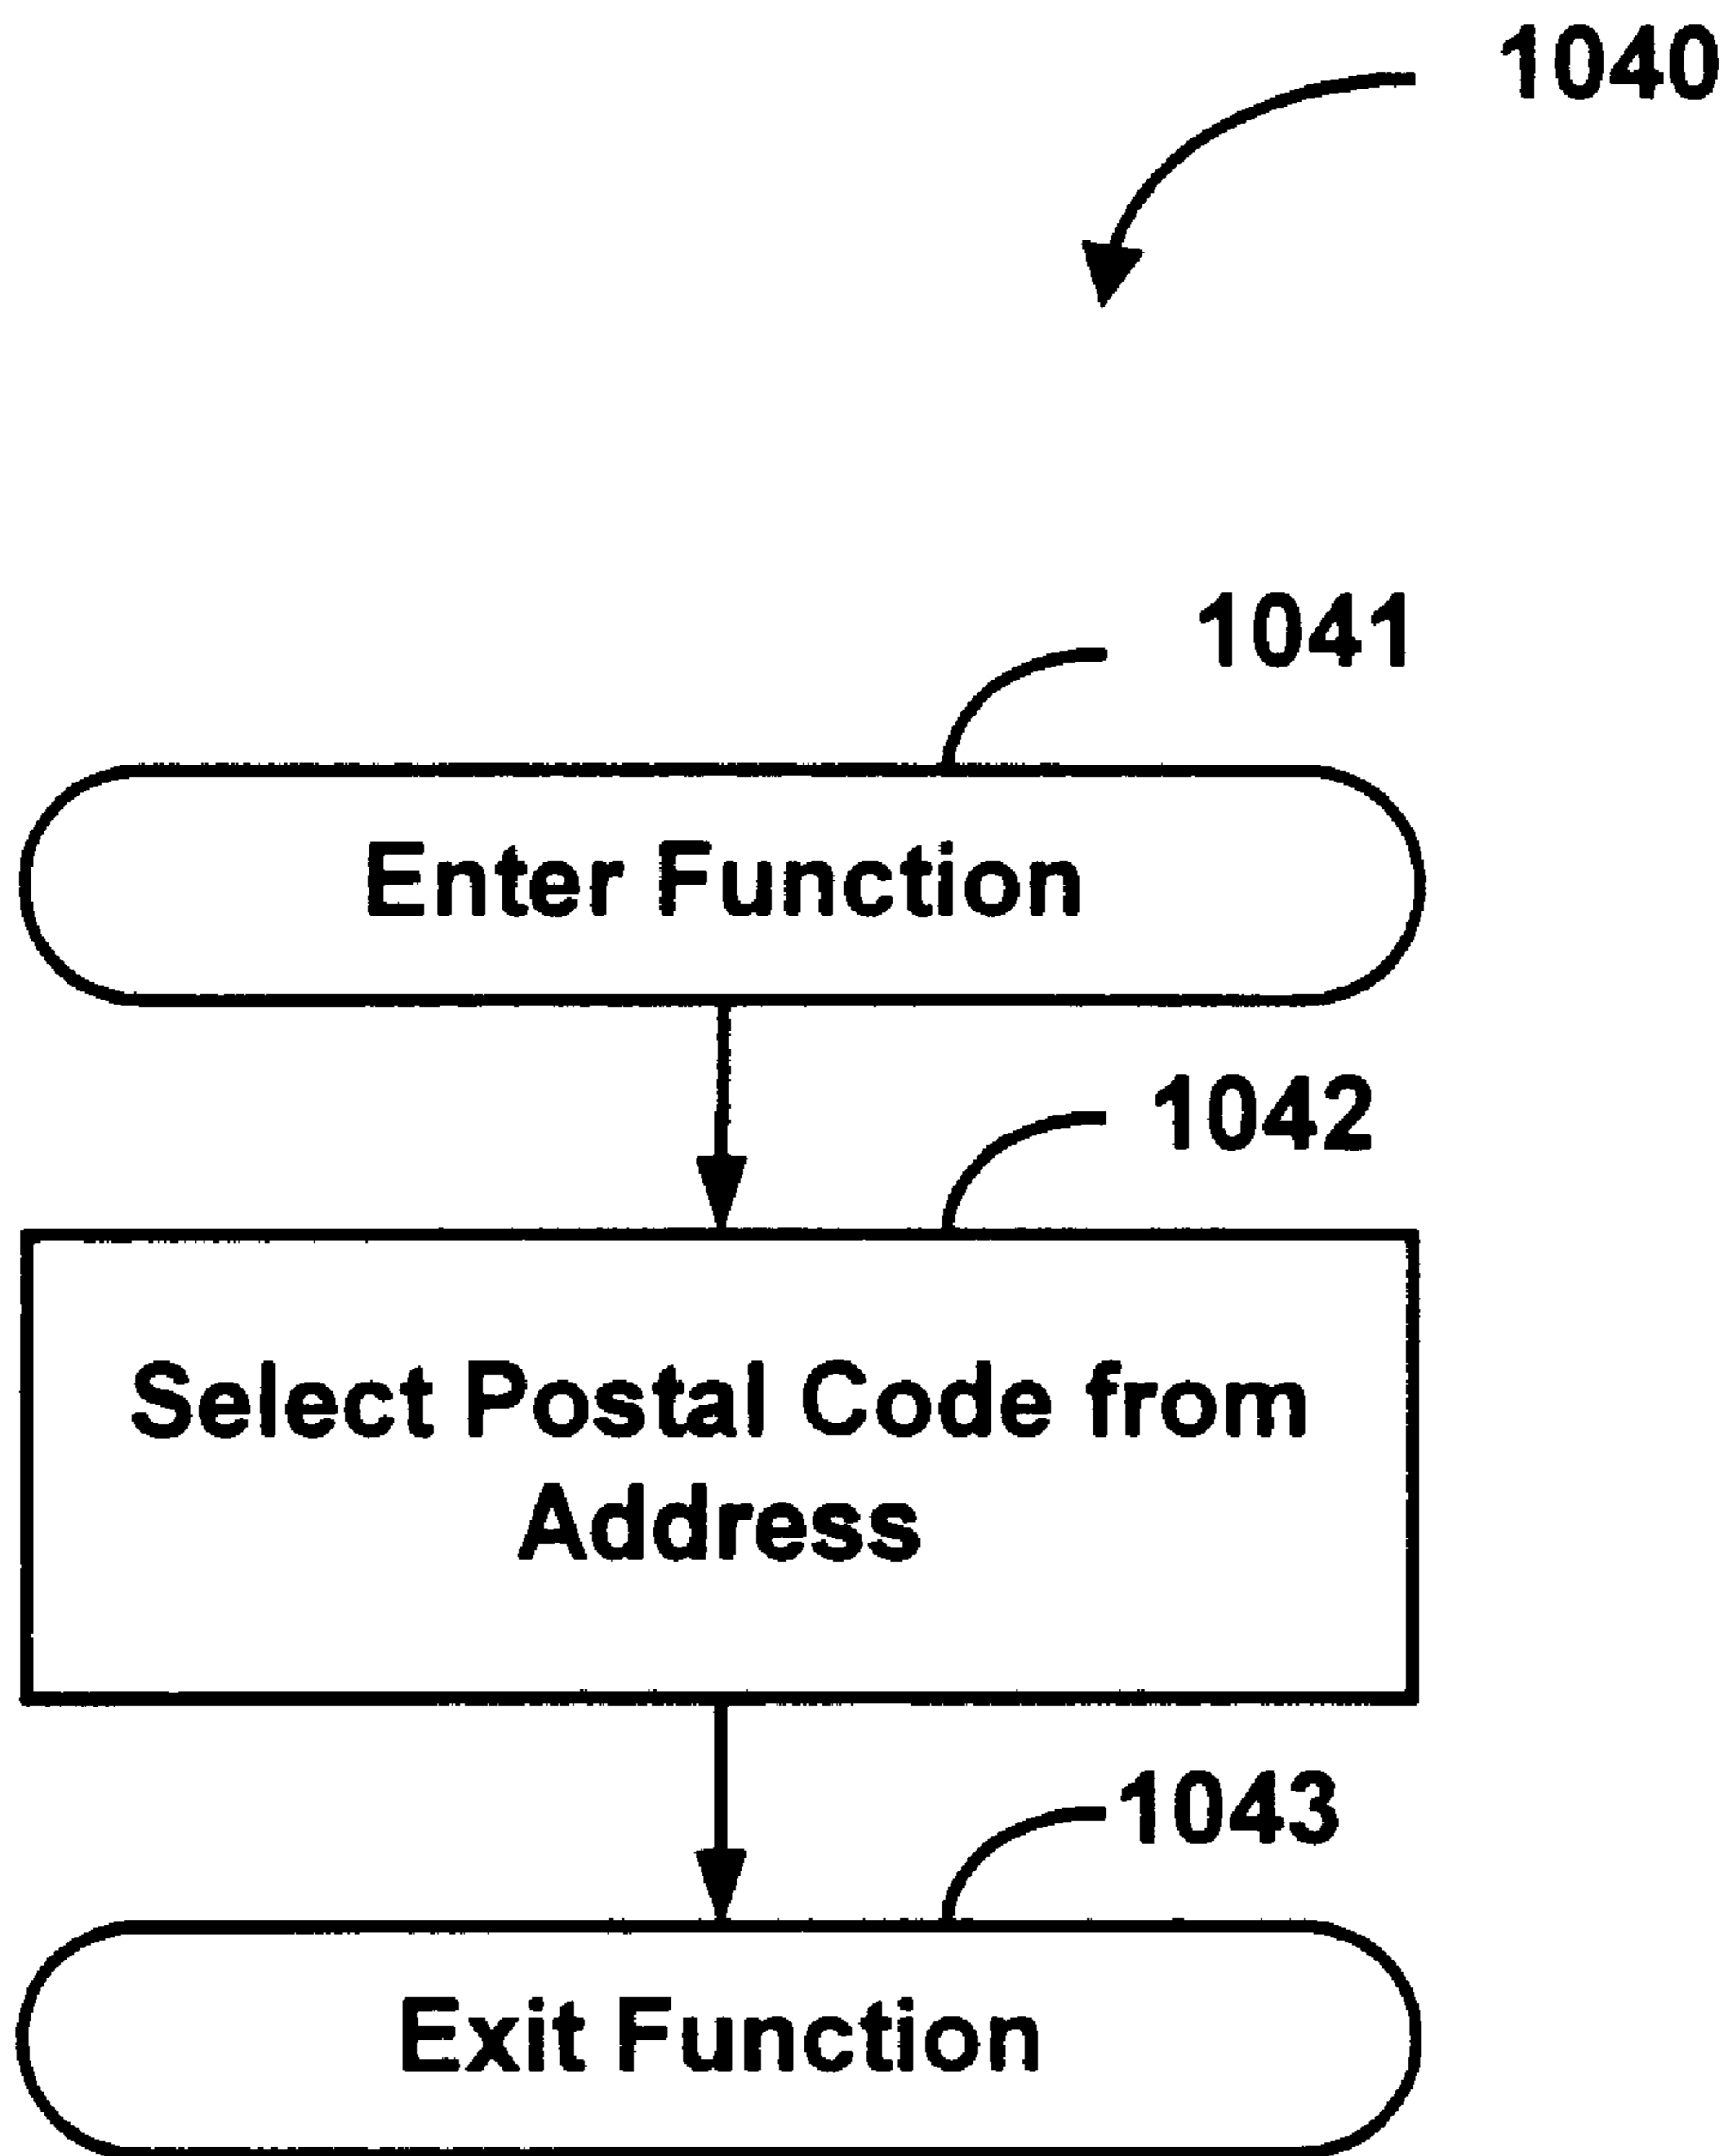 1040
1041
Enter Function
1042
Select Postal Code from
Address
1043
Exit Function